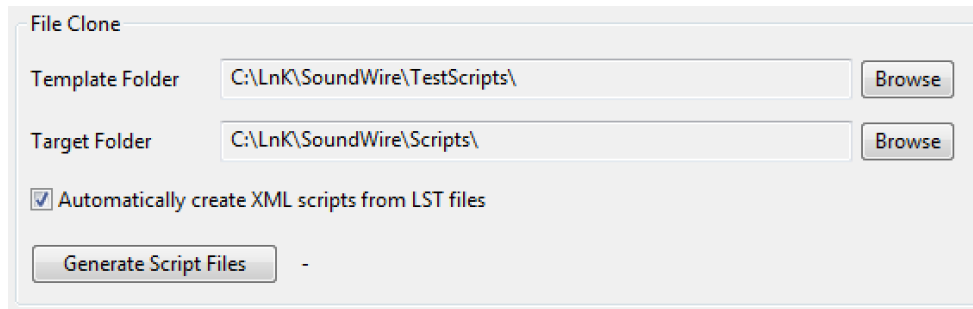 File Clone
Template Folder C:\LnK\SoundWire\TestScripts\ Browse
Target Folder C:\LnK\SoundWire\Scripts\ Browse
Automatically create XML scripts from LST files
Generate Script Files -